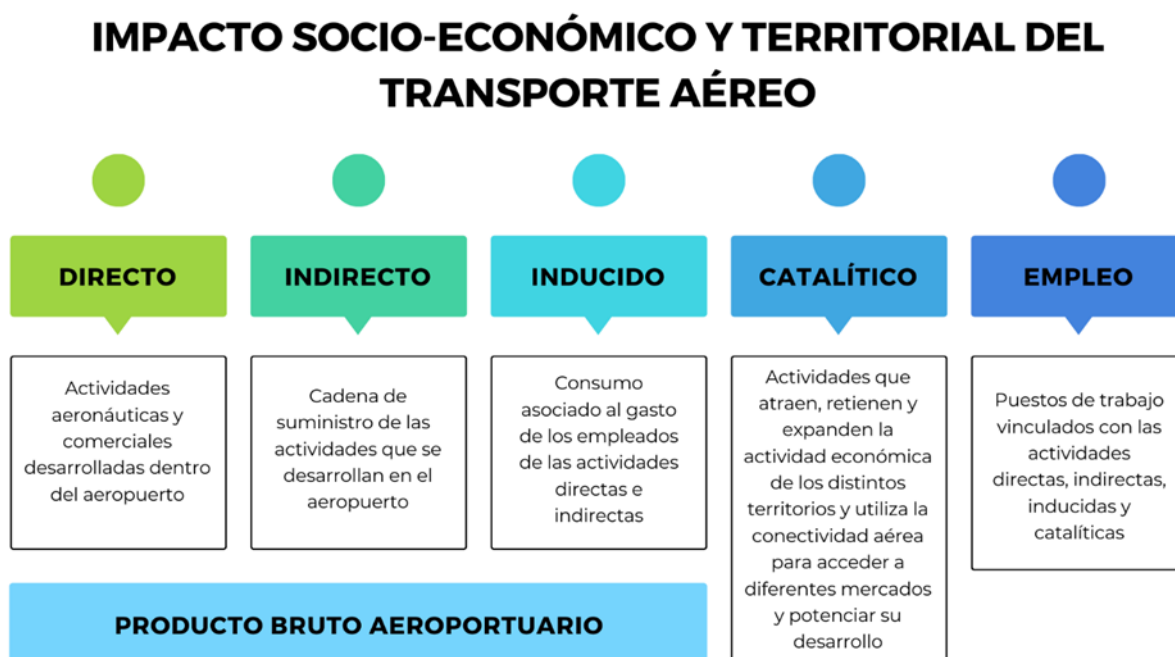 IMPACTO SOCIO-ECONÓMICO Y TERRITORIAL DEL
TRANSPORTE AÉREO
DIRECTO
Actividades
aeronáuticas y
comerciales
desarrolladas dentro
del aeropuerto
INDIRECTO
Cadena de
suministro de las
actividades que se
desarrollan en el
aeropuerto
INDUCIDO
Consumo
asociado al gasto
de los empleados
de las actividades
directas e
indirectas
CATALÍTICO
Actividades que
atraen, retienen y
expanden la
actividad económica
de los distintos
territorios y utiliza la
conectividad aérea
para acceder a
diferentes mercados
y potenciar su
desarrollo
EMPLEO
Puestos de trabajo
vinculados con las
actividades
directas, indirectas,
inducidas y
catalíticas
PRODUCTO BRUTO AEROPORTUARIO